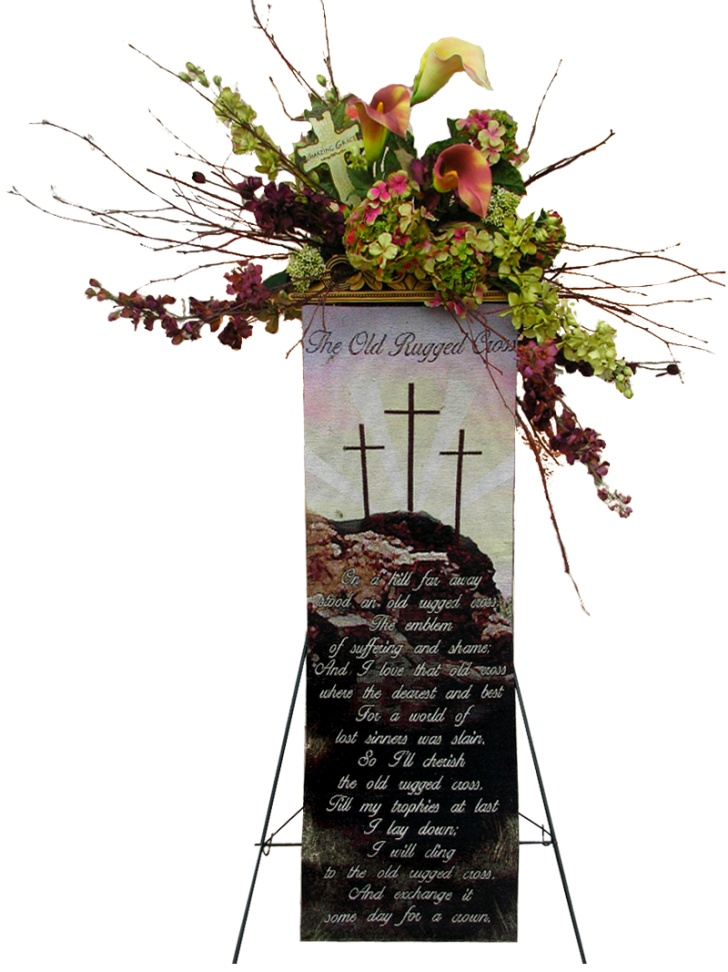 AMAZING GRACE
The Old Rugged Cross
On a hill far away
stood an old rugged cross,
The emblem
of suffering and shame;
And I love that old cross
where the dearest and best
For a world of
lost sinners was slain.
So I'll cherish
the old rugged cross,
Till my trophies at last
I lay down;
I will cling
to the old rugged cross,
And exchange it
some day for a crown.